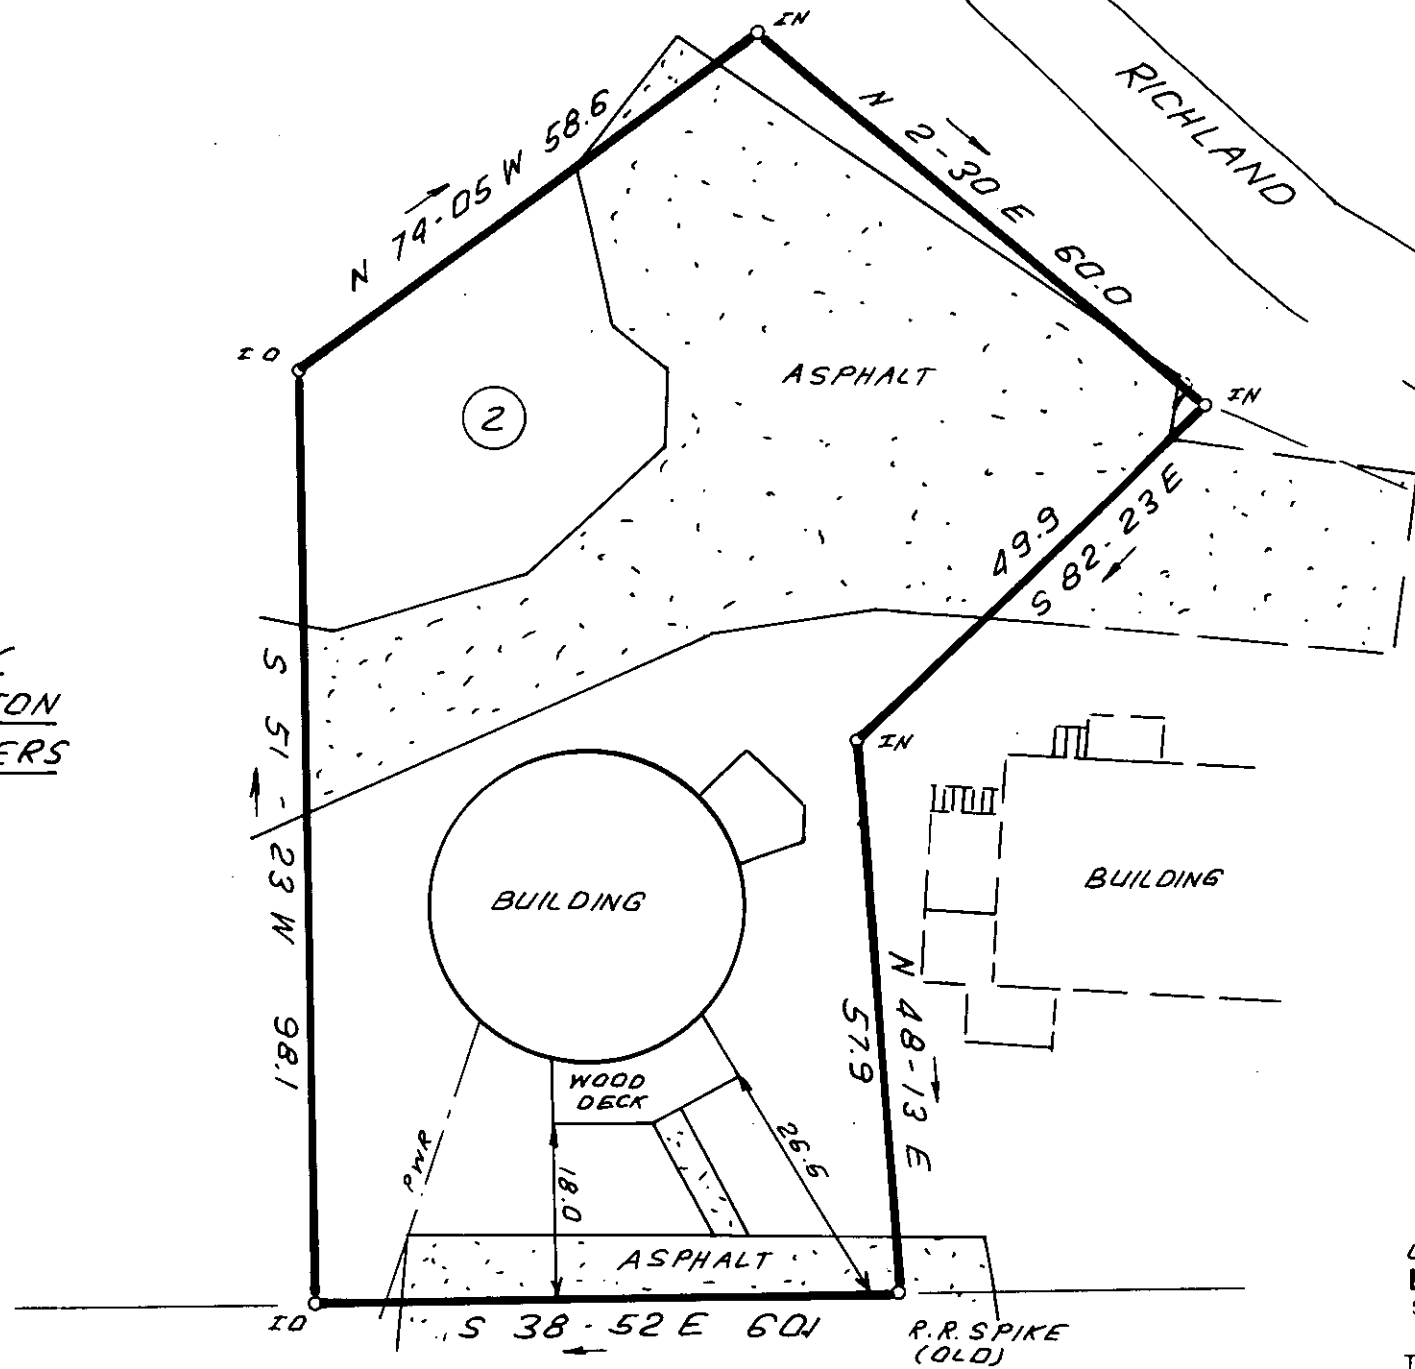 IN
RICHLAND
N 74-05 W 58.6
N 2-30 E 60.0
IO
IN
ASPHALT
2
49.9
S 82-23 E
S 51-23 W 98.1
TON
ERS
IN
BUILDING
BUILDING
N 48-13 E
57.9
WOOD
DECK
PWR
18.0
26.6
ASPHALT
IO
S 38-52 E 60.1
R.R. SPIKE
(OLD)